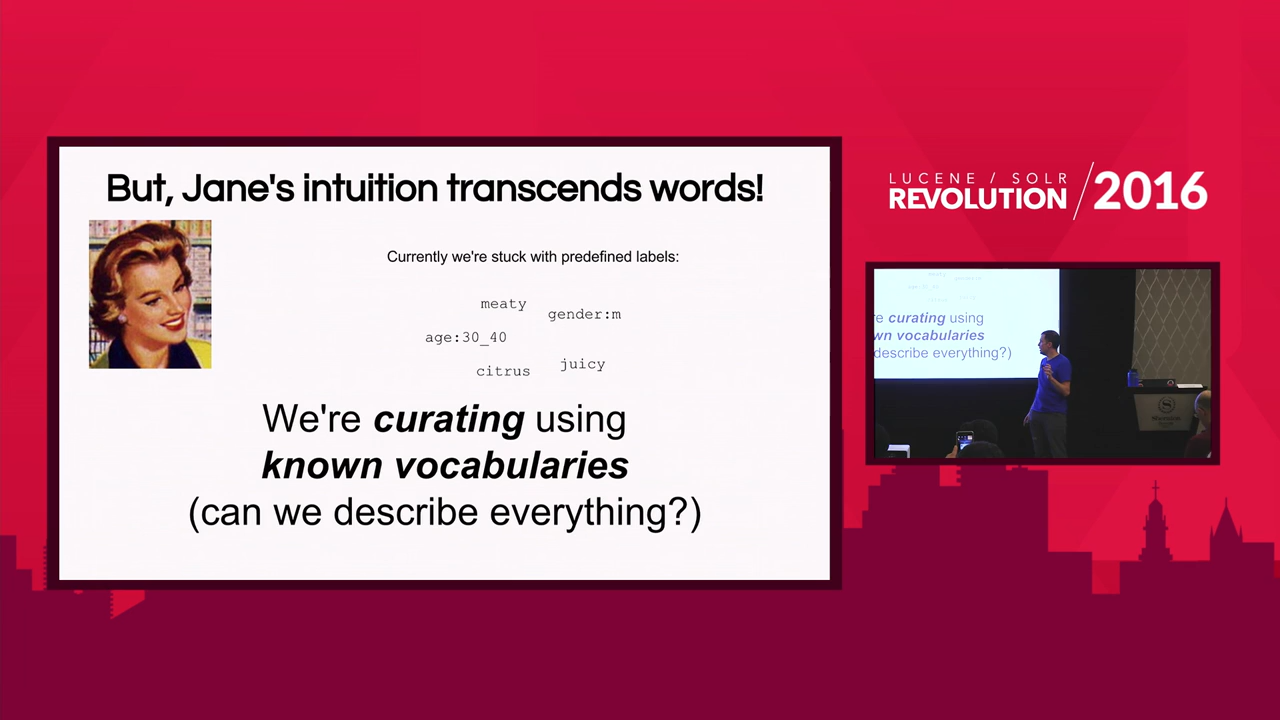 But, Jane's intuition transcends words!
Currently we're stuck with predefined labels:
meaty
gender:m
age:30_40
juicy
citrus
We're curating using
known vocabularies
(can we describe everything?)
LUCENE / SOLR
REVOLUTION / 2016
re curating using
wn vocabularies
describe everything?)
Sheraton